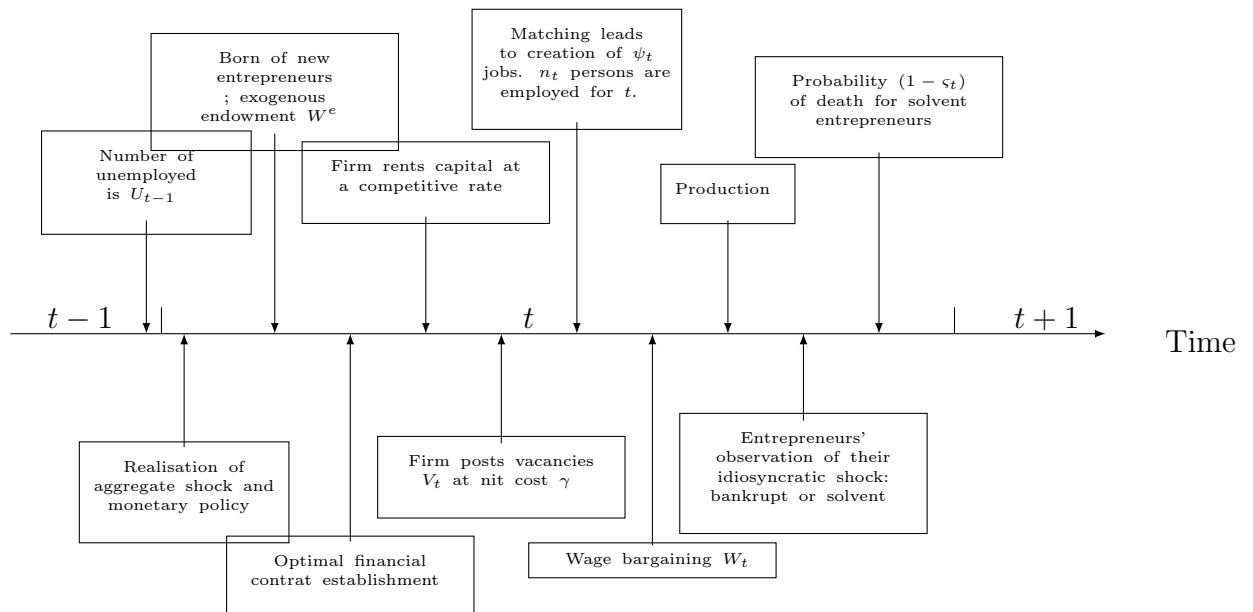 Born of new
entrepreneurs
; exogenous
endowment W^e
Matching leads
to creation of ψ_t
jobs. n_t persons are
employed for t.
Probability (1 − ς_t)
of death for solvent
entrepreneurs
Number of
unemployed
is U_{t−1}
Firm rents capital at
a competitive rate
Production
t − 1
t
t + 1
Time
Realisation of
aggregate shock and
monetary policy
Firm posts vacancies
V_t at nit cost γ
Entrepreneurs'
observation of their
idiosyncratic shock:
bankrupt or solvent
Optimal financial
contrat establishment
Wage bargaining W_t